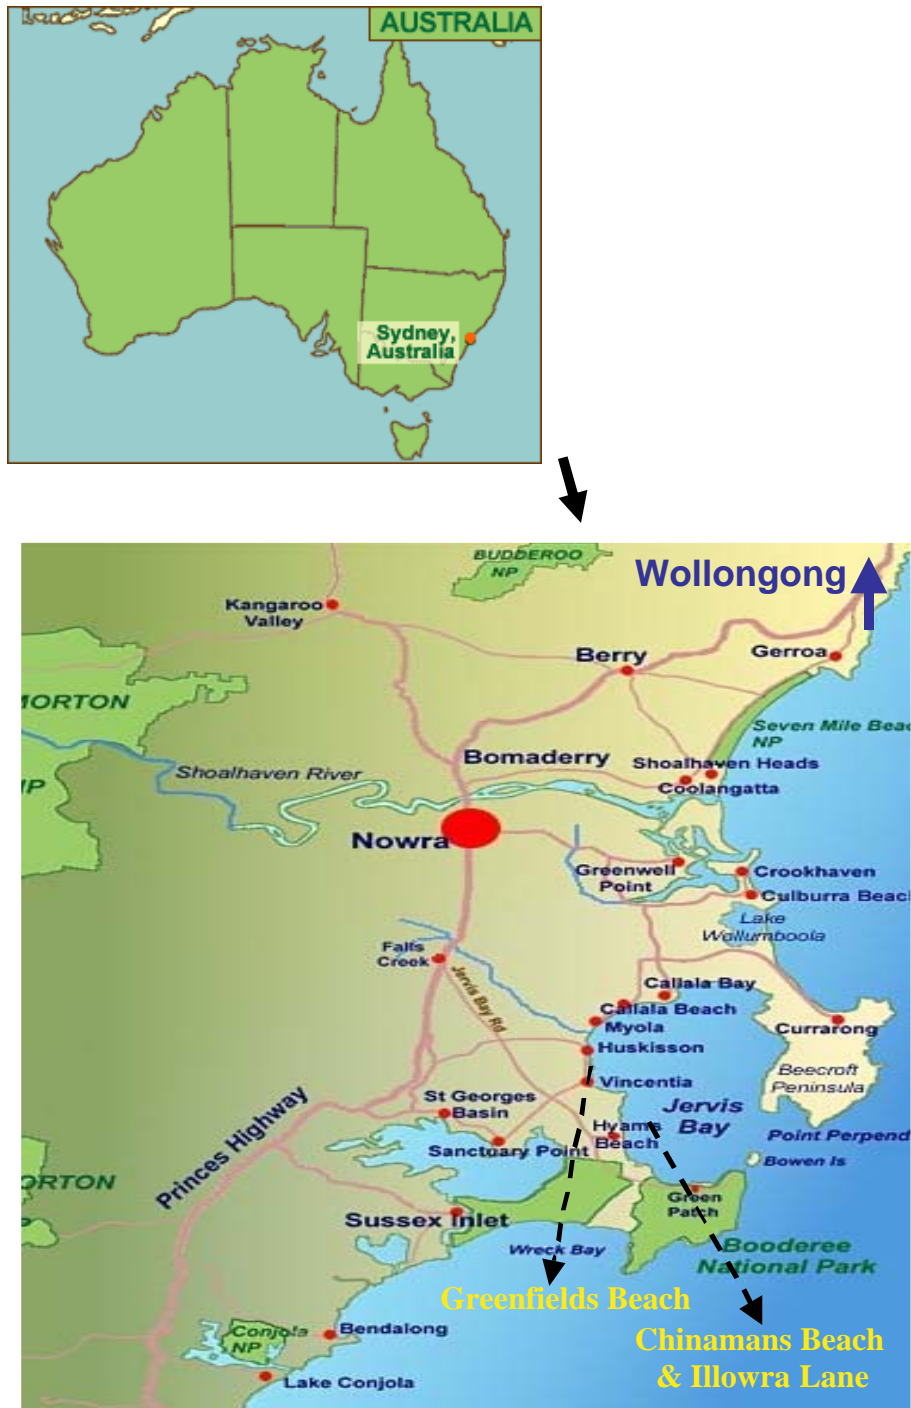 AUSTRALIA
Sydney,
Australia
BUDDEROO
NP
Wollongong
Kangaroo
Valley
Berry
Gerroa
MORTON
NP
Seven Mile Beac
NP
Bomaderry
Shoalhaven River
Shoalhaven Heads
Coolangatta
Nowra
Greenwell
Point
Crookhaven
Culburra Beach
Lake
Wollumboola
Falls
Creek
Jervis Bay Rd
Callala Bay
Callala Beach
Myola
Currarong
Huskisson
Beecroft
Peninsula
Vincentia
St Georges
Basin
Jervis
Bay
Princes Highway
Hyams
Beach
Point Perpend
Sanctuary Point
Bowen Is
ORTON
P
Green
Patch
Sussex Inlet
Wreck Bay
Booderee
National Park
Greenfields Beach
Conjola
NP
Bendalong
Chinamans Beach
& Illowra Lane
Lake Conjola